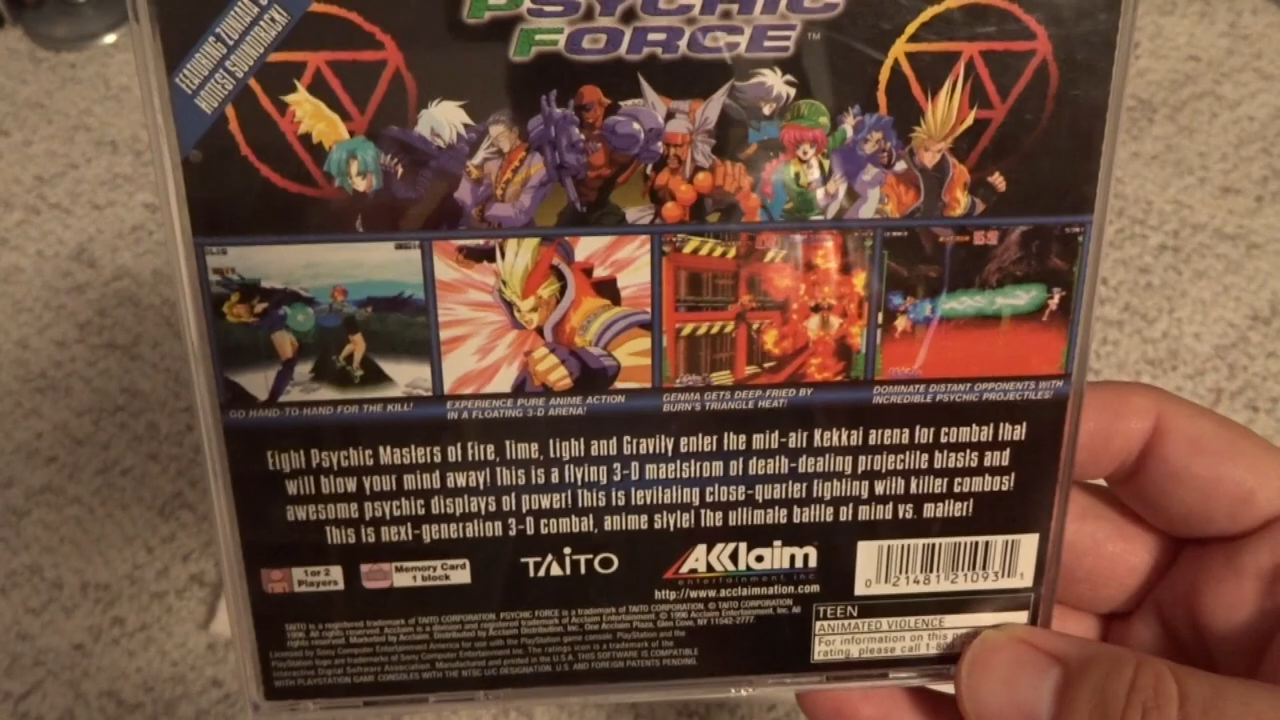 FEATURING ZUNTATA'S
HOTTEST SOUNDTRACK!
PSYCHIC
FORCE™
GO HAND-TO-HAND FOR THE KILL!
EXPERIENCE PURE ANIME ACTION
IN A FLOATING 3-D ARENA!
GENMA GETS DEEP-FRIED BY
BURN'S TRIANGLE HEAT!
DOMINATE DISTANT OPPONENTS WITH
INCREDIBLE PSYCHIC PROJECTILES!
Eight Psychic Masters of Fire, Time, Light and Gravity enter the mid-air Kekkai arena for combat that
will blow your mind away! This is a flying 3-D maelstrom of death-dealing projectile blasts and
awesome psychic displays of power! This is levitating close-quarter fighting with killer combos!
This is next-generation 3-D combat, anime style! The ultimate battle of mind vs. matter!
1 or 2
Players
Memory Card
1 block
TAITO
AKKlaim
entertainment, inc.
http://www.acclaimnation.com
0 21481 21093 1
TEEN
ANIMATED VIOLENCE
For information on this
rating, please call 1-80
TAITO is a registered trademark of TAITO CORPORATION. PSYCHIC FORCE is a trademark of TAITO CORPORATION. © TAITO CORPORATION
1996. All rights reserved. Acclaim is a division and registered trademark of Acclaim Entertainment, Inc. © 1996 Acclaim Entertainment, Inc. All
rights reserved. Marketed by Acclaim. Distributed by Acclaim Distribution, Inc. One Acclaim Plaza, Glen Cove, NY 11542-2777.
Licensed by Sony Computer Entertainment America for use with the PlayStation game console. PlayStation and the
PlayStation logo are trademarks of Sony Computer Entertainment Inc. The ratings icon is a trademark of the
Interactive Digital Software Association. Manufactured and printed in the U.S.A. THIS SOFTWARE IS COMPATIBLE
WITH PLAYSTATION GAME CONSOLES WITH THE NTSC U/C DESIGNATION. U.S. AND FOREIGN PATENTS PENDING.